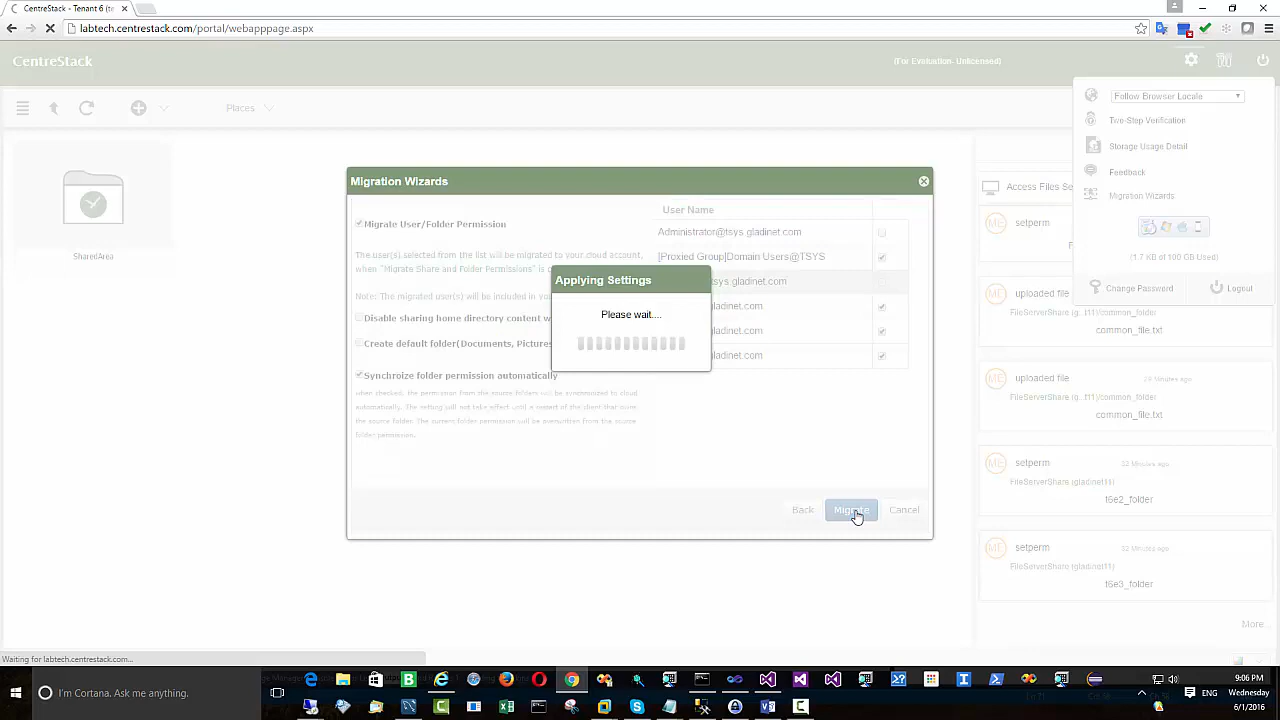 CentreStack - Tenant 6 (te
labtech.centrestack.com/portal/webapppage.aspx
CentreStack
(For Evaluation- Unlicensed)
Follow Browser Locale
Places
Two-Step Verification
Storage Usage Detail
Feedback
Migration Wizards
(1.7 KB of 100 GB Used)
Change Password
Logout
SharedArea
Access Files Se
setperm
uploaded file
FileServerShare (g...t11)/common_folder
common_file.txt
uploaded file
29 Minutes ago
FileServerShare (g...t11)/common_folder
common_file.txt
setperm
32 Minutes ago
FileServerShare (gladinet11)
t6e2_folder
setperm
32 Minutes ago
FileServerShare (gladinet11)
t6e3_folder
More...
Migration Wizards
Migrate User/Folder Permission
The user(s) selected from the list will be migrated to your cloud account,
when "Migrate Share and Folder Permissions" is c
Note: The migrated user(s) will be included in yo
Disable sharing home directory content w
Create default folder(Documents, Pictures
Synchroize folder permission automatically
when checked, the permission from the source folders will be synchronized to cloud
automatically. The setting will not take effect until a restart of the client that owns
the source folder. The current folder permission will be overwritten from the source
folder permission.
User Name
Administrator@tsys.gladinet.com
[Proxied Group]Domain Users@TSYS
tsys.gladinet.com
gladinet.com
gladinet.com
gladinet.com
Applying Settings
Please wait....
Back
Migrate
Cancel
Waiting for labtech.centrestack.com...
I'm Cortana. Ask me anything.
ENG
5:06 PM
Wednesday
6/1/2016